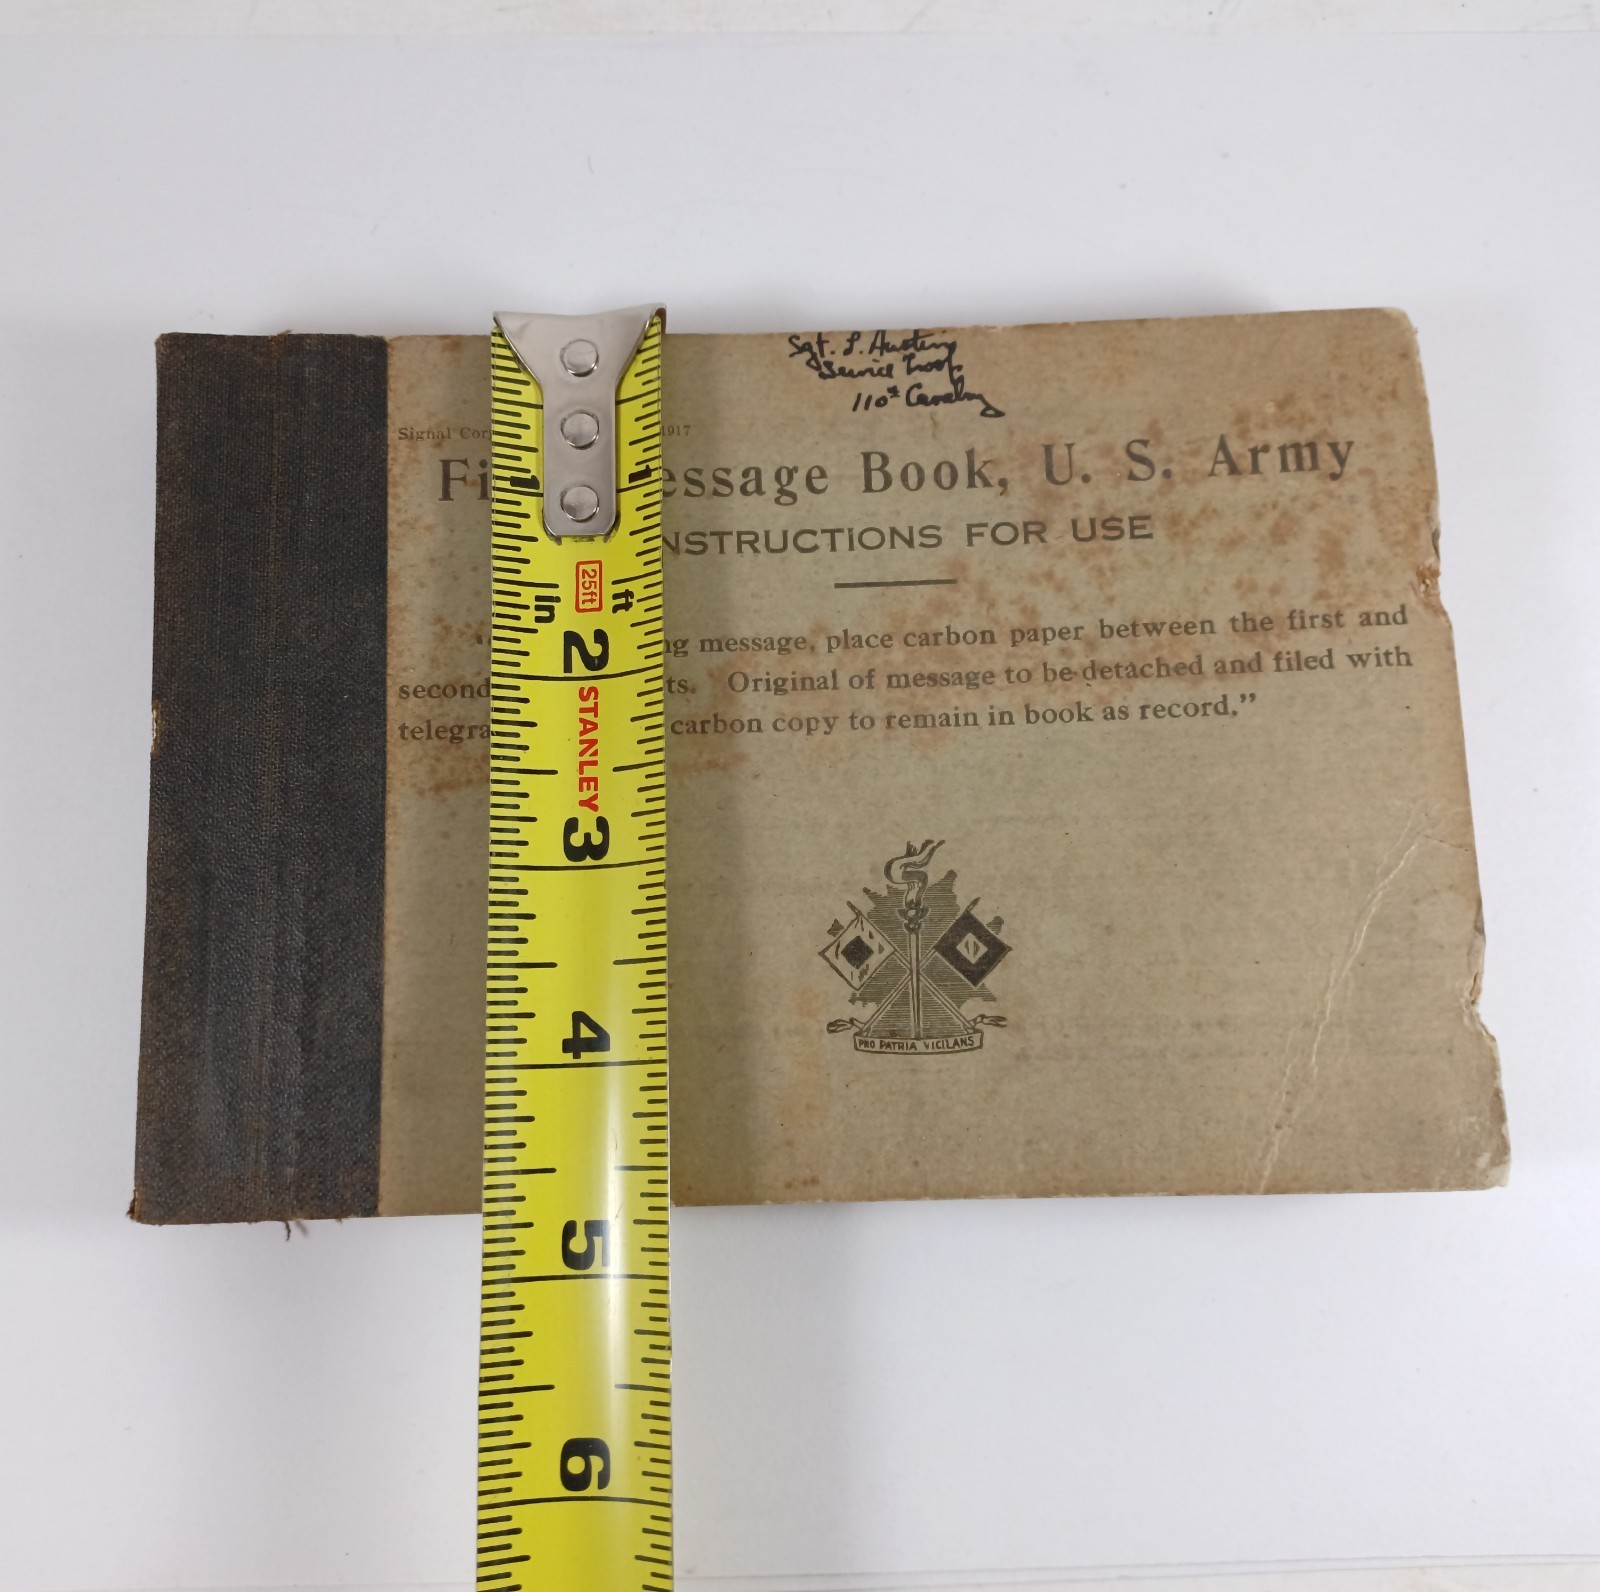 Sgt. L. Austin
Service Troop
110th Cavalry
Signal Cor 1917
Fi essage Book, U. S. Army
NSTRUCTIONS FOR USE
ng message, place carbon paper between the first and
second ts. Original of message to be detached and filed with
telegra carbon copy to remain in book as record."
PRO PATRIA VIGILANS
1 1
25ft
in ft
2
STANLEY
3
4
5
6